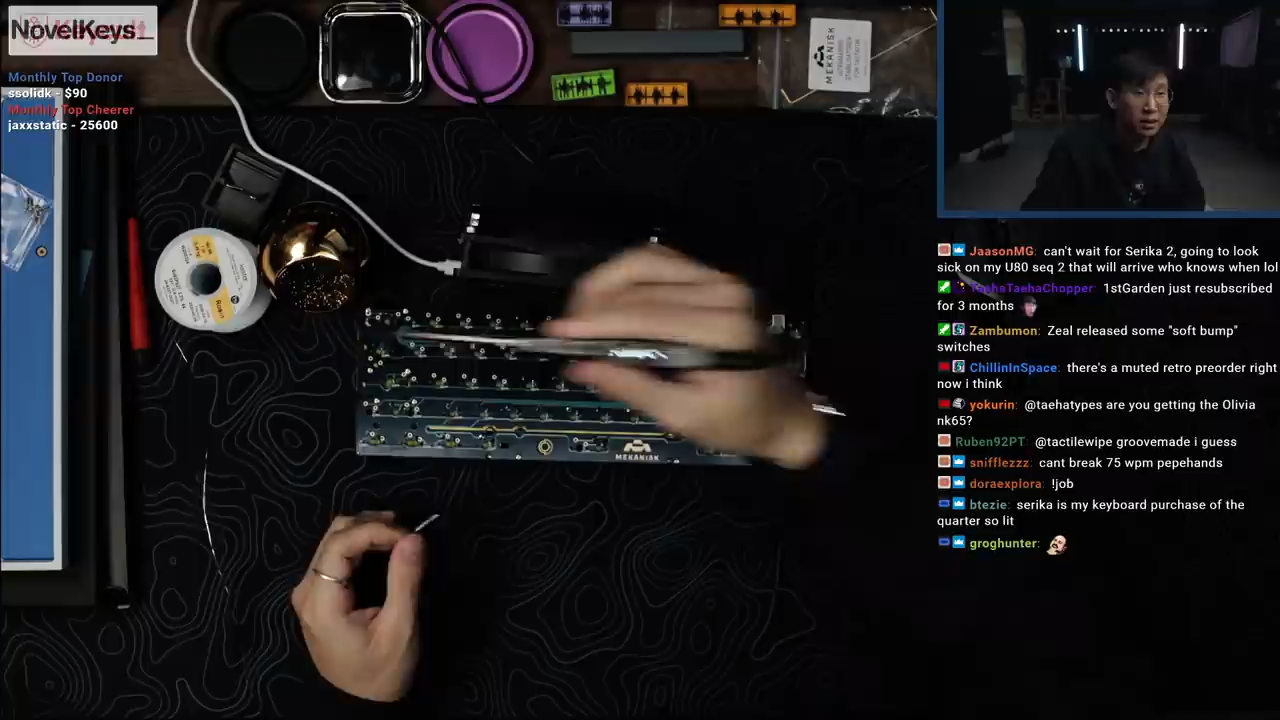 NovelKeys_
Monthly Top Donor
ssolidk - $90
Monthly Top Cheerer
jaxxstatic - 25600
MEKANISK
MEKANISK
JaasonMG: can't wait for Serika 2, going to look
sick on my U80 seq 2 that will arrive who knows when lol
TaehaTaehaChopper: 1stGarden just resubscribed
for 3 months
Zambumon: Zeal released some "soft bump"
switches
ChillinInSpace: there's a muted retro preorder right
now i think
yokurin: @taehatypes are you getting the Olivia
nk65?
Ruben92PT: @tactilewipe groovemade i guess
snifflezzz: cant break 75 wpm pepehands
doraexplora: !job
btezie: serika is my keyboard purchase of the
quarter so lit
groghunter: